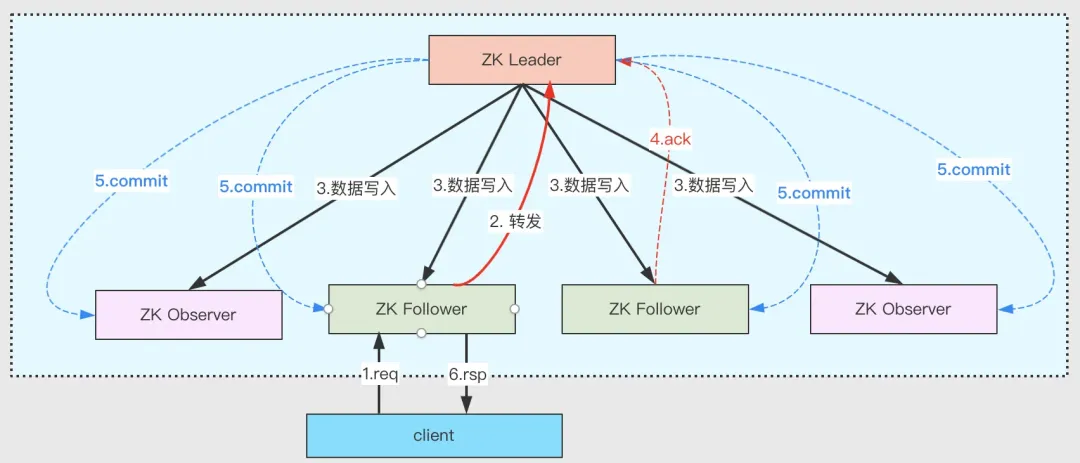 ZK Leader
4.ack
5.commit
5.commit
3.数据写入
3.数据写入
3.数据写入
3.数据写入
5.commit
5.commit
2. 转发
ZK Observer
ZK Follower
ZK Follower
ZK Observer
1.req
6.rsp
client